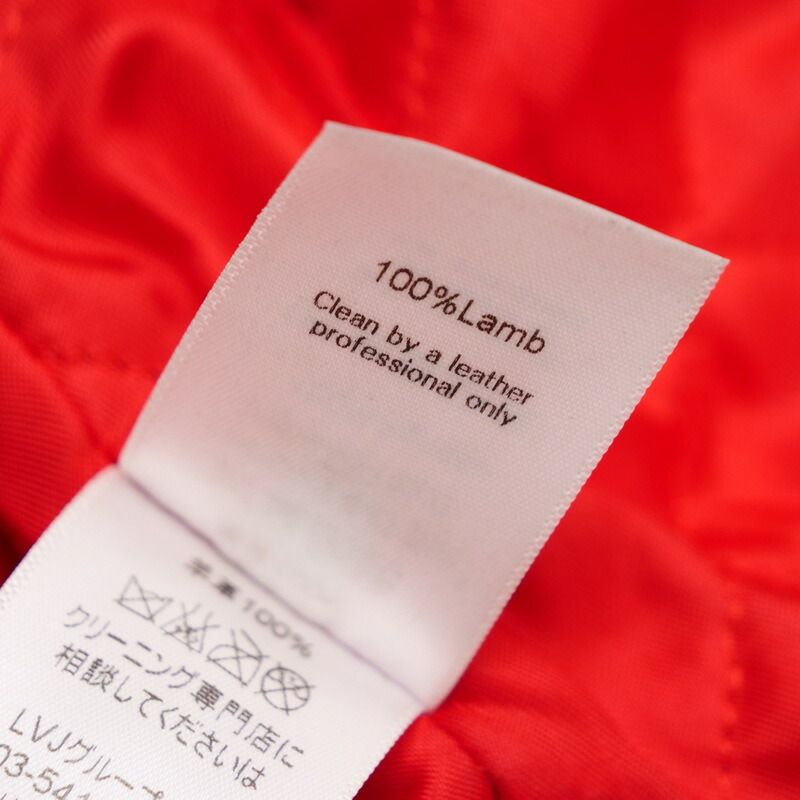 100%Lamb
Clean by a leather
professional only
羊革100%
クリーニング専門店に
相談してくださいは
LVJグループ
03-541